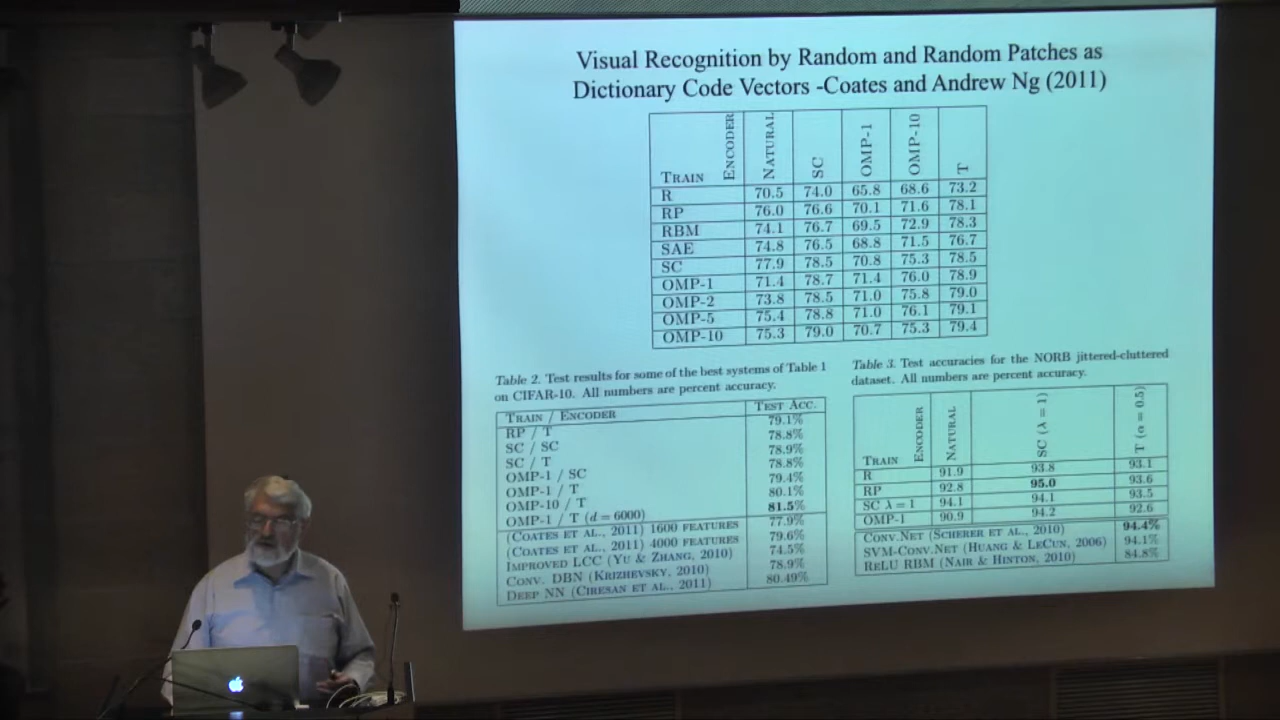 Visual Recognition by Random and Random Patches as
Dictionary Code Vectors -Coates and Andrew Ng (2011)
TRAIN ENCODER NATURAL SC OMP-1 OMP-10 T
R 70.5 74.0 65.8 68.6 73.2
RP 76.0 76.6 70.1 71.6 78.1
RBM 74.1 76.7 69.5 72.9 78.3
SAE 74.8 76.5 68.8 71.5 76.7
SC 77.9 78.5 70.8 75.3 78.5
OMP-1 71.4 78.7 71.4 76.0 78.9
OMP-2 73.8 78.5 71.0 75.8 79.0
OMP-5 75.4 78.8 71.0 76.1 79.1
OMP-10 75.3 79.0 70.7 75.3 79.4
Table 2. Test results for some of the best systems of Table 1
on CIFAR-10. All numbers are percent accuracy.
TRAIN / ENCODER TEST ACC.
RP / T 79.1%
SC / SC 78.8%
SC / T 78.9%
OMP-1 / SC 78.8%
OMP-1 / T 79.4%
OMP-10 / T 80.1%
OMP-1 / T (d = 6000) 81.5%
(COATES ET AL., 2011) 1600 FEATURES 77.9%
(COATES ET AL., 2011) 4000 FEATURES 79.6%
IMPROVED LCC (YU & ZHANG, 2010) 74.5%
CONV. DBN (KRIZHEVSKY, 2010) 78.9%
DEEP NN (CIRESAN ET AL., 2011) 80.49%
Table 3. Test accuracies for the NORB jittered-cluttered
dataset. All numbers are percent accuracy.
TRAIN ENCODER NATURAL SC (λ = 1) T (α = 0.5)
R 91.9 93.8 93.1
RP 92.8 95.0 93.6
SC λ = 1 94.1 94.1 93.5
OMP-1 90.9 94.2 92.6
CONV.NET (SCHERER ET AL., 2010) 94.4%
SVM-CONV.NET (HUANG & LECUN, 2006) 94.1%
RELU RBM (NAIR & HINTON, 2010) 84.8%